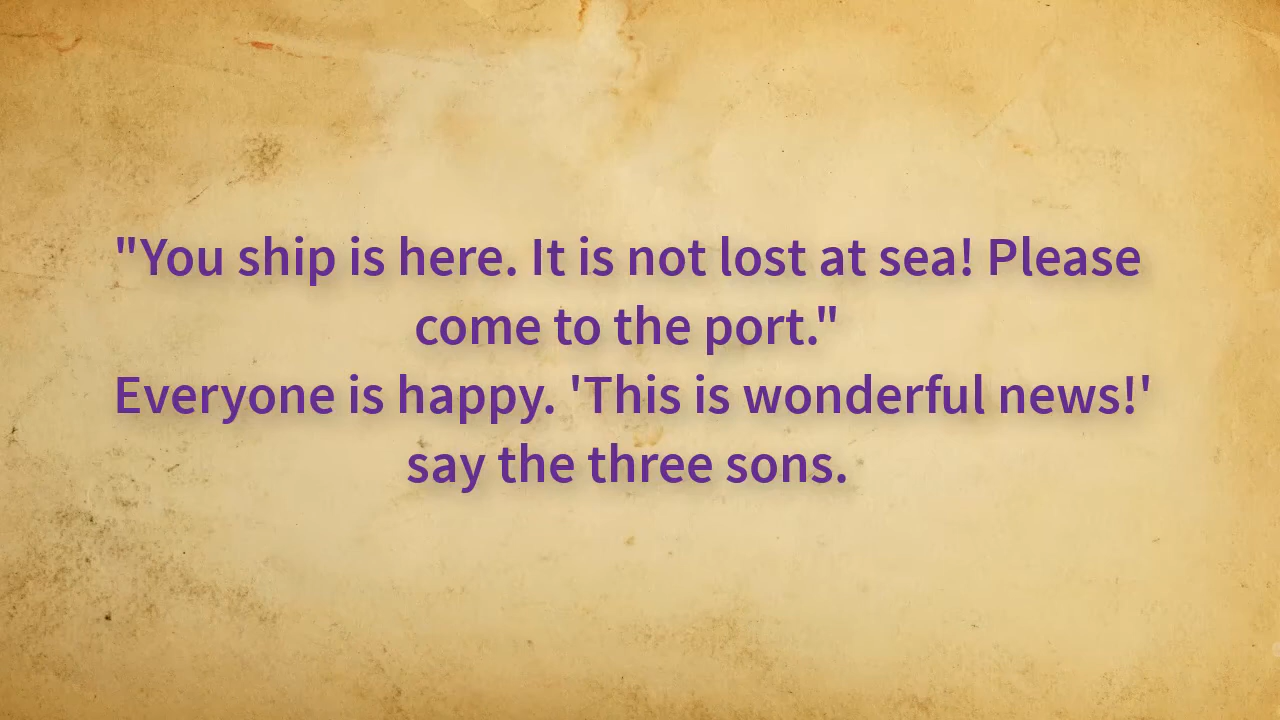 "You ship is here. It is not lost at sea! Please
come to the port."
Everyone is happy. 'This is wonderful news!'
say the three sons.